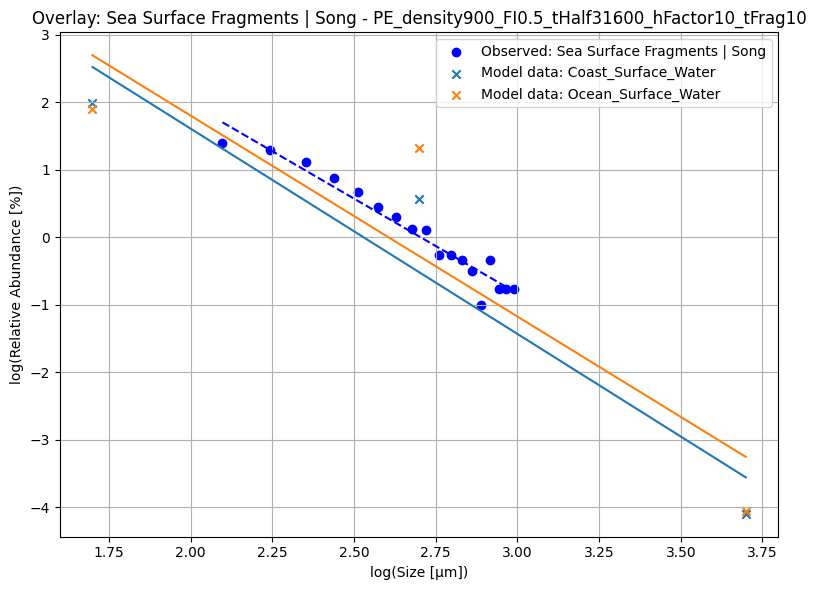 Overlay: Sea Surface Fragments | Song - PE_density900_FI0.5_tHalf31600_hFactor10_tFrag10
Observed: Sea Surface Fragments | Song
Model data: Coast_Surface_Water
Model data: Ocean_Surface_Water
log(Relative Abundance [%])
3
2
1
0
−1
−2
−3
−4
1.75 2.00 2.25 2.50 2.75 3.00 3.25 3.50 3.75
log(Size [μm])